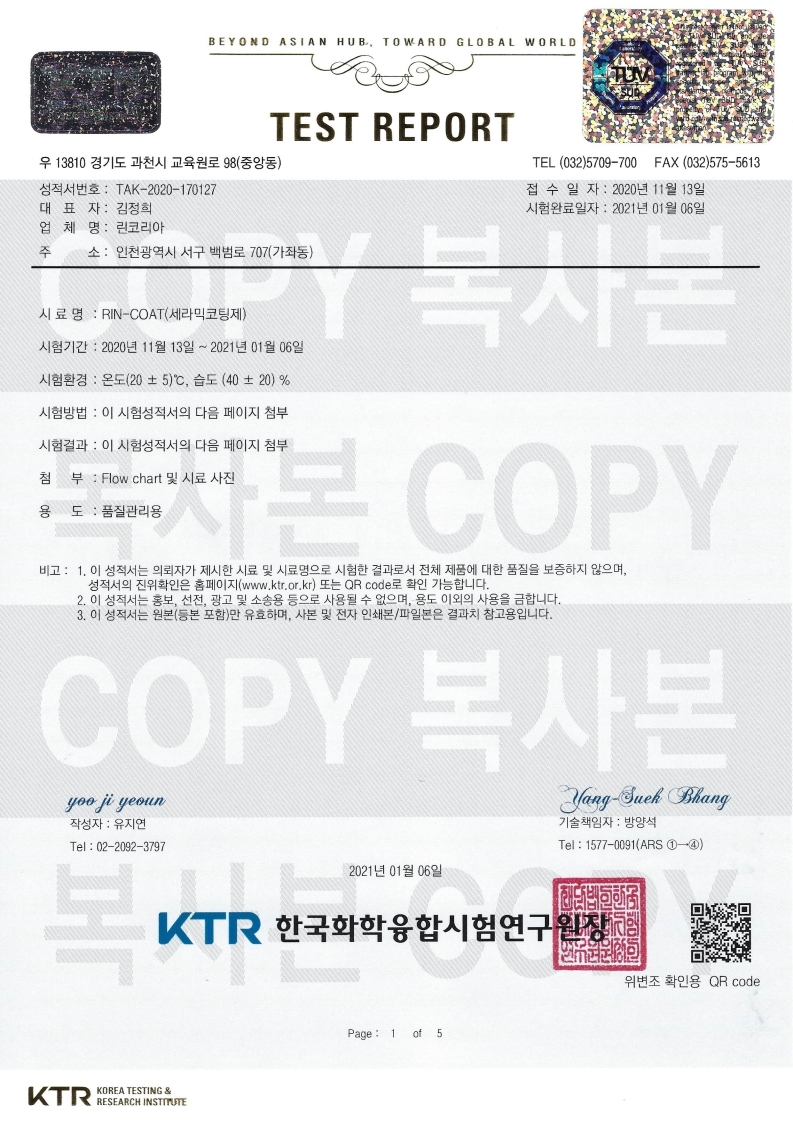 BEYOND ASIAN HUB, TOWARD GLOBAL WORLD
TÜV
SÜD
TEST REPORT
우 13810 경기도 과천시 교육원로 98(중앙동) TEL (032)5709-700 FAX (032)575-5613
성적서번호 : TAK-2020-170127 접 수 일 자 : 2020년 11월 13일
대 표 자 : 김정희 시험완료일자 : 2021년 01월 06일
업 체 명 : 린코리아
주 소 : 인천광역시 서구 백범로 707(가좌동)
COPY 복사본
시 료 명 : RIN-COAT(세라믹코팅제)
시험기간 : 2020년 11월 13일 ~ 2021년 01월 06일
시험환경 : 온도(20 ± 5)℃, 습도 (40 ± 20) %
시험방법 : 이 시험성적서의 다음 페이지 첨부
시험결과 : 이 시험성적서의 다음 페이지 첨부
복사본 COPY
첨 부 : Flow chart 및 시료 사진
용 도 : 품질관리용
비고 : 1. 이 성적서는 의뢰자가 제시한 시료 및 시료명으로 시험한 결과로서 전체 제품에 대한 품질을 보증하지 않으며,
성적서의 진위확인은 홈페이지(www.ktr.or.kr) 또는 QR code로 확인 가능합니다.
2. 이 성적서는 홍보, 선전, 광고 및 소송용 등으로 사용될 수 없으며, 용도 이외의 사용을 금합니다.
3. 이 성적서는 원본(등본 포함)만 유효하며, 사본 및 전자 인쇄본/파일본은 결과치 참고용입니다.
COPY 복사본
yoo ji yeoun Yang-Suek Bhang
작성자 : 유지연 기술책임자 : 방양석
Tel : 02-2092-3797 Tel : 1577-0091(ARS ①→④)
2021년 01월 06일
복사본 COPY
KTR 한국화학융합시험연구원장
위변조 확인용 QR code
Page : 1 of 5
KTR KOREA TESTING &
RESEARCH INSTITUTE